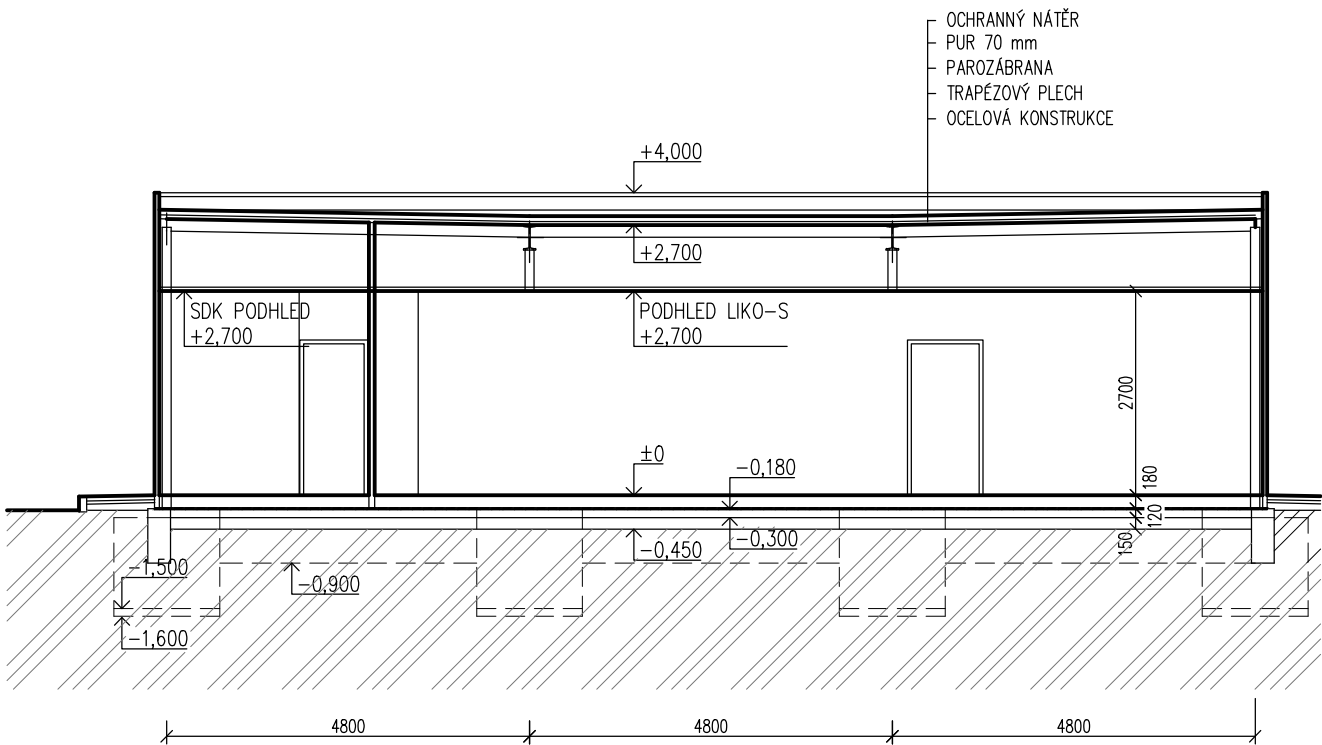 OCHRANNÝ NÁTĚR
PUR 70 mm
PAROZÁBRANA
TRAPÉZOVÝ PLECH
OCELOVÁ KONSTRUKCE
+4,000
+2,700
SDK PODHLED
+2,700
PODHLED LIKO-S
+2,700
2700
±0
-0,180
180
120
150
-0,450
-0,300
-1,500
-0,900
-1,600
4800
4800
4800